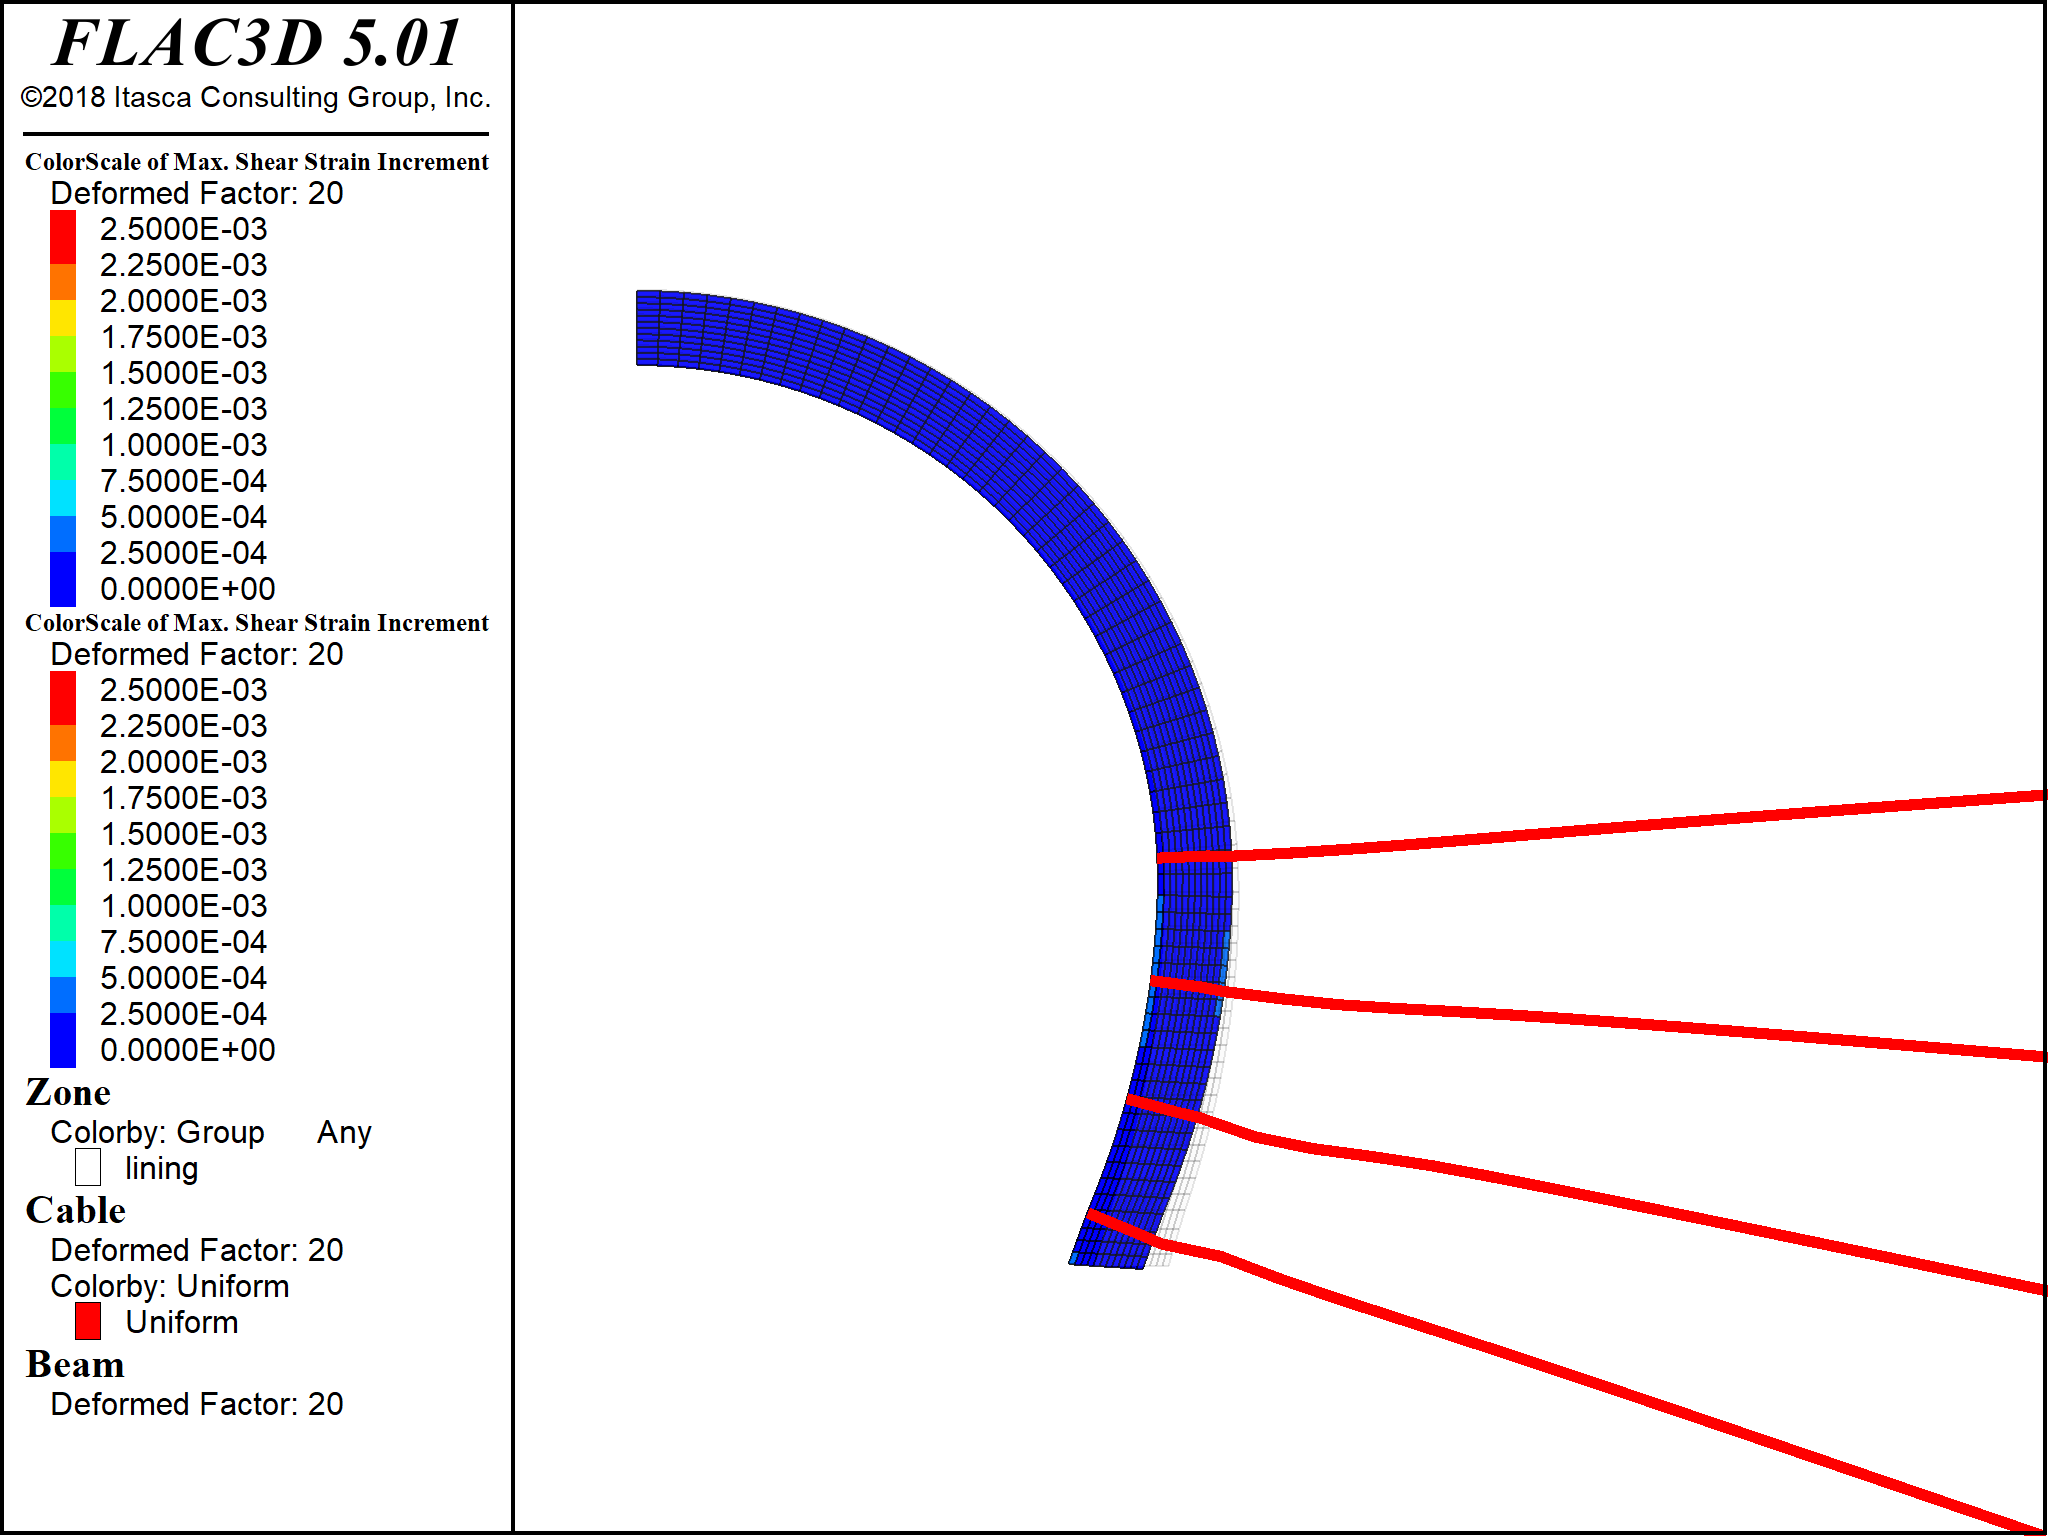 FLAC3D 5.01
©2018 Itasca Consulting Group, Inc.
ColorScale of Max. Shear Strain Increment
Deformed Factor: 20
2.5000E-03
2.2500E-03
2.0000E-03
1.7500E-03
1.5000E-03
1.2500E-03
1.0000E-03
7.5000E-04
5.0000E-04
2.5000E-04
0.0000E+00
ColorScale of Max. Shear Strain Increment
Deformed Factor: 20
2.5000E-03
2.2500E-03
2.0000E-03
1.7500E-03
1.5000E-03
1.2500E-03
1.0000E-03
7.5000E-04
5.0000E-04
2.5000E-04
0.0000E+00
Zone
Colorby: Group Any
lining
Cable
Deformed Factor: 20
Colorby: Uniform
Uniform
Beam
Deformed Factor: 20